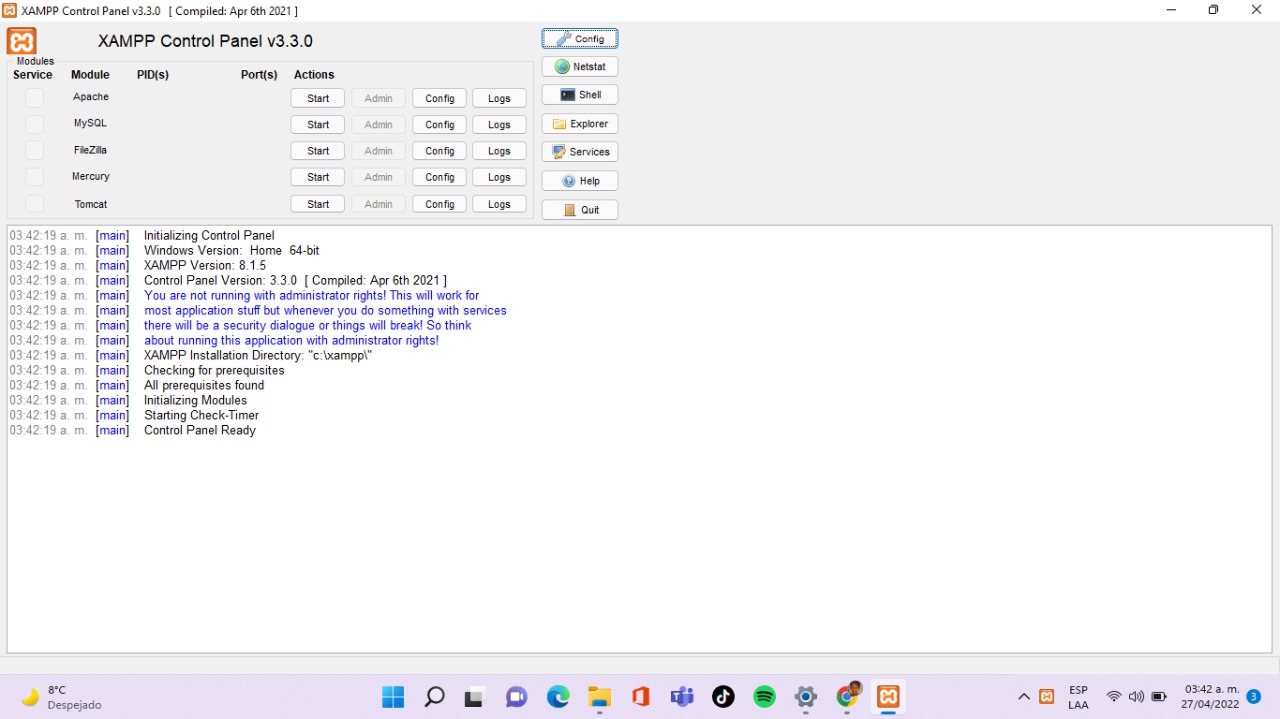 XAMPP Control Panel v3.3.0 [ Compiled: Apr 6th 2021 ]
XAMPP Control Panel v3.3.0
Config
Modules
Service Module PID(s) Port(s) Actions
Netstat
Apache Start Admin Config Logs
Shell
MySQL Start Admin Config Logs
Explorer
FileZilla Start Admin Config Logs
Services
Mercury Start Admin Config Logs
Help
Tomcat Start Admin Config Logs
Quit
03:42:19 a. m. [main] Initializing Control Panel
03:42:19 a. m. [main] Windows Version: Home 64-bit
03:42:19 a. m. [main] XAMPP Version: 8.1.5
03:42:19 a. m. [main] Control Panel Version: 3.3.0 [ Compiled: Apr 6th 2021 ]
03:42:19 a. m. [main] You are not running with administrator rights! This will work for
03:42:19 a. m. [main] most application stuff but whenever you do something with services
03:42:19 a. m. [main] there will be a security dialogue or things will break! So think
03:42:19 a. m. [main] about running this application with administrator rights!
03:42:19 a. m. [main] XAMPP Installation Directory: "c:\xampp\"
03:42:19 a. m. [main] Checking for prerequisites
03:42:19 a. m. [main] All prerequisites found
03:42:19 a. m. [main] Initializing Modules
03:42:19 a. m. [main] Starting Check-Timer
03:42:19 a. m. [main] Control Panel Ready
8°C
Despejado
ESP
LAA
03:42 a. m.
27/04/2022
3